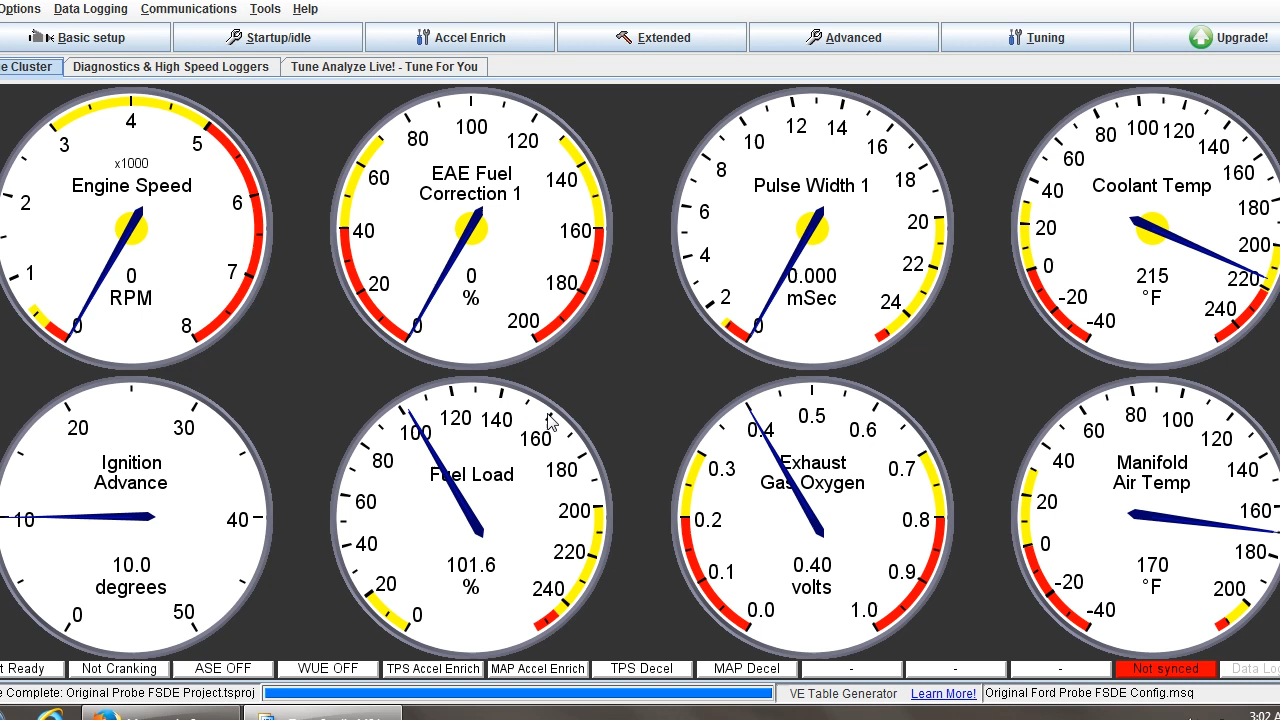 Options Data Logging Communications Tools Help
Basic setup Startup/idle Accel Enrich Extended Advanced Tuning Upgrade!
e Cluster Diagnostics & High Speed Loggers Tune Analyze Live! - Tune For You
0 1 2 3 4 5 6 7 8
x1000
Engine Speed
0
RPM
0 20 40 60 80 100 120 140 160 180 200
EAE Fuel
Correction 1
0
%
0 2 4 6 8 10 12 14 16 18 20 22 24
Pulse Width 1
0.000
mSec
-40 -20 0 20 40 60 80 100 120 140 160 180 200 220 240
Coolant Temp
215
°F
0 10 20 30 40 50
Ignition
Advance
10.0
degrees
0 20 40 60 80 100 120 140 160 180 200 220 240
Fuel Load
101.6
%
0.0 0.1 0.2 0.3 0.4 0.5 0.6 0.7 0.8 0.9 1.0
Exhaust
Gas Oxygen
0.40
volts
-40 -20 0 20 40 60 80 100 120 140 160 180 200
Manifold
Air Temp
170
°F
t Ready Not Cranking ASE OFF WUE OFF TPS Accel Enrich MAP Accel Enrich TPS Decel MAP Decel - - - Not synced Data Log
e Complete: Original Probe FSDE Project.tsproj VE Table Generator Learn More! Original Ford Probe FSDE Config.msq
3:02 A